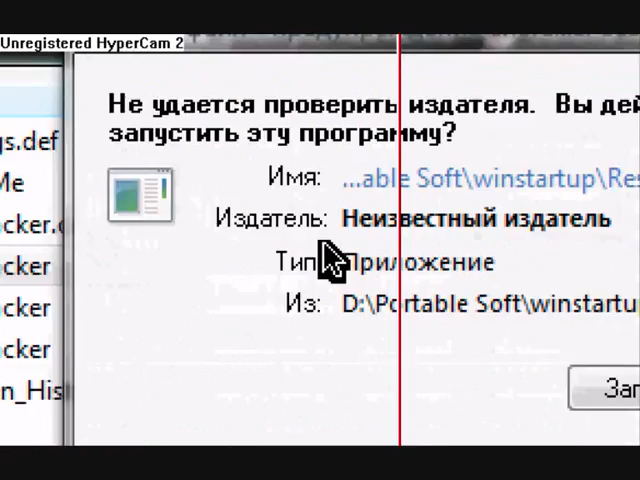 Unregistered HyperCam 2
Не удается проверить издателя. Вы дей
запустить эту программу?
gs.def
Me
Имя: ...able Soft\winstartup\Res
Издатель: Неизвестный издатель
cker.
Тип Приложение
cker
Из: D:\Portable Soft\winstartu
cker
cker
n_His
Зап